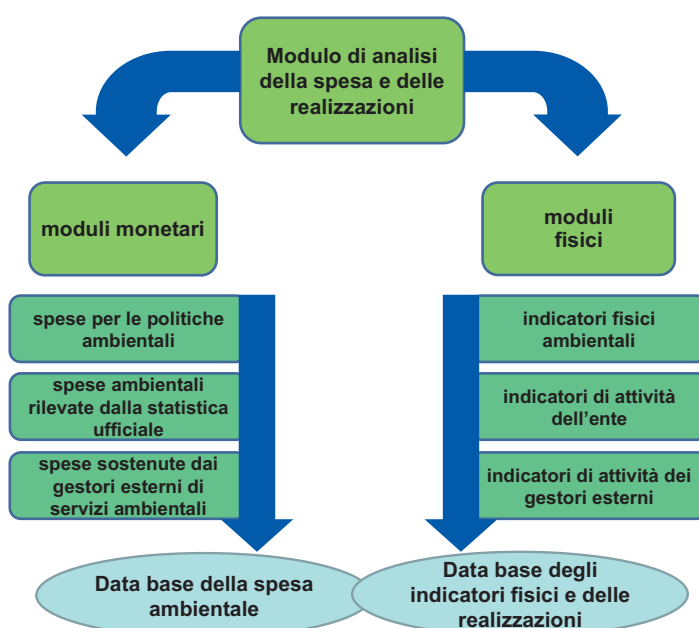 Modulo di analisi
della spesa e delle
realizzazioni
moduli monetari
moduli
fisici
spese per le politiche
ambientali
spese ambientali
rilevate dalla statistica
ufficiale
spese sostenute dai
gestori esterni di
servizi ambientali
indicatori fisici
ambientali
indicatori di attività
dell'ente
indicatori di attività dei
gestori esterni
Data base della spesa
ambientale
Data base degli
indicatori fisici e delle
realizzazioni